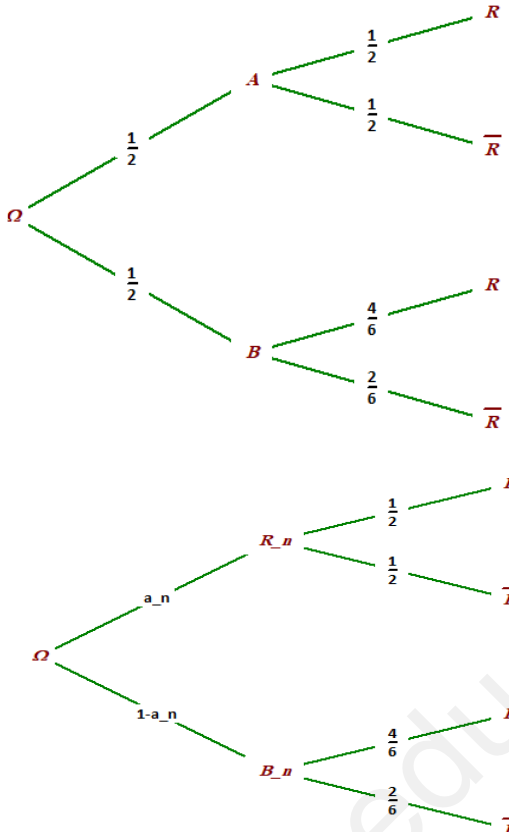 R
1/2
A
1/2
R̅
1/2
Ω
1/2
R
4/6
B
2/6
R̅
1/2
R_n
1/2
a_n
Ω
1-a_n
4/6
B_n
2/6
edu